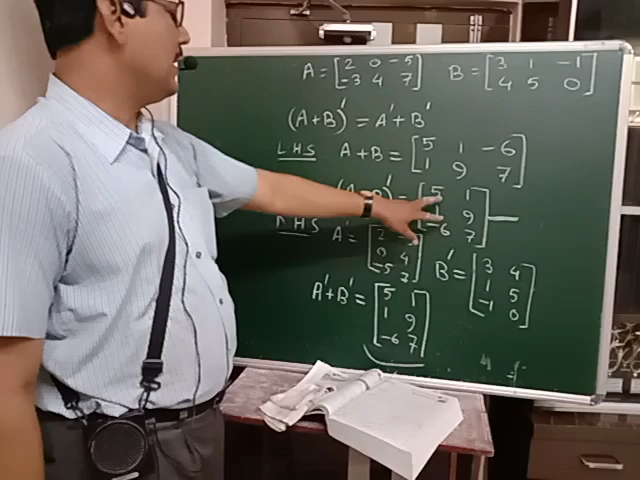 A = [2 0 -5 B = [3 1 -1
-3 4 7] 4 5 0]
(A+B)' = A' + B'
LHS A+B = [5 1 -6
1 9 7]
= [5 1
9
-6 7]
RHS A' = [2
0 4
-5 7]
B' = [3 4
1 5
-1 0]
A'+B' = [5 1
1 9
-6 7]